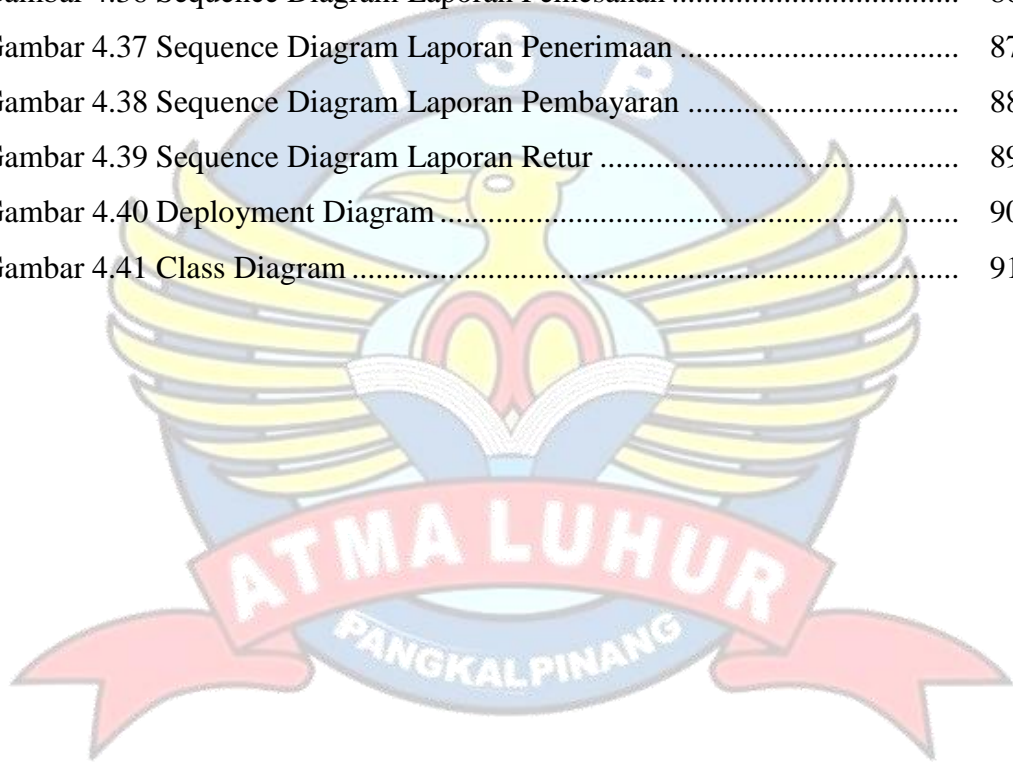 Gambar 4.37 Sequence Diagram Laporan Penerimaan .................................. 87
Gambar 4.38 Sequence Diagram Laporan Pembayaran ................................. 88
Gambar 4.39 Sequence Diagram Laporan Retur ............................................ 89
Gambar 4.40 Deployment Diagram ............................................................... 90
Gambar 4.41 Class Diagram .......................................................................... 91
I S B
ATMA LUHUR
PANGKALPINANG